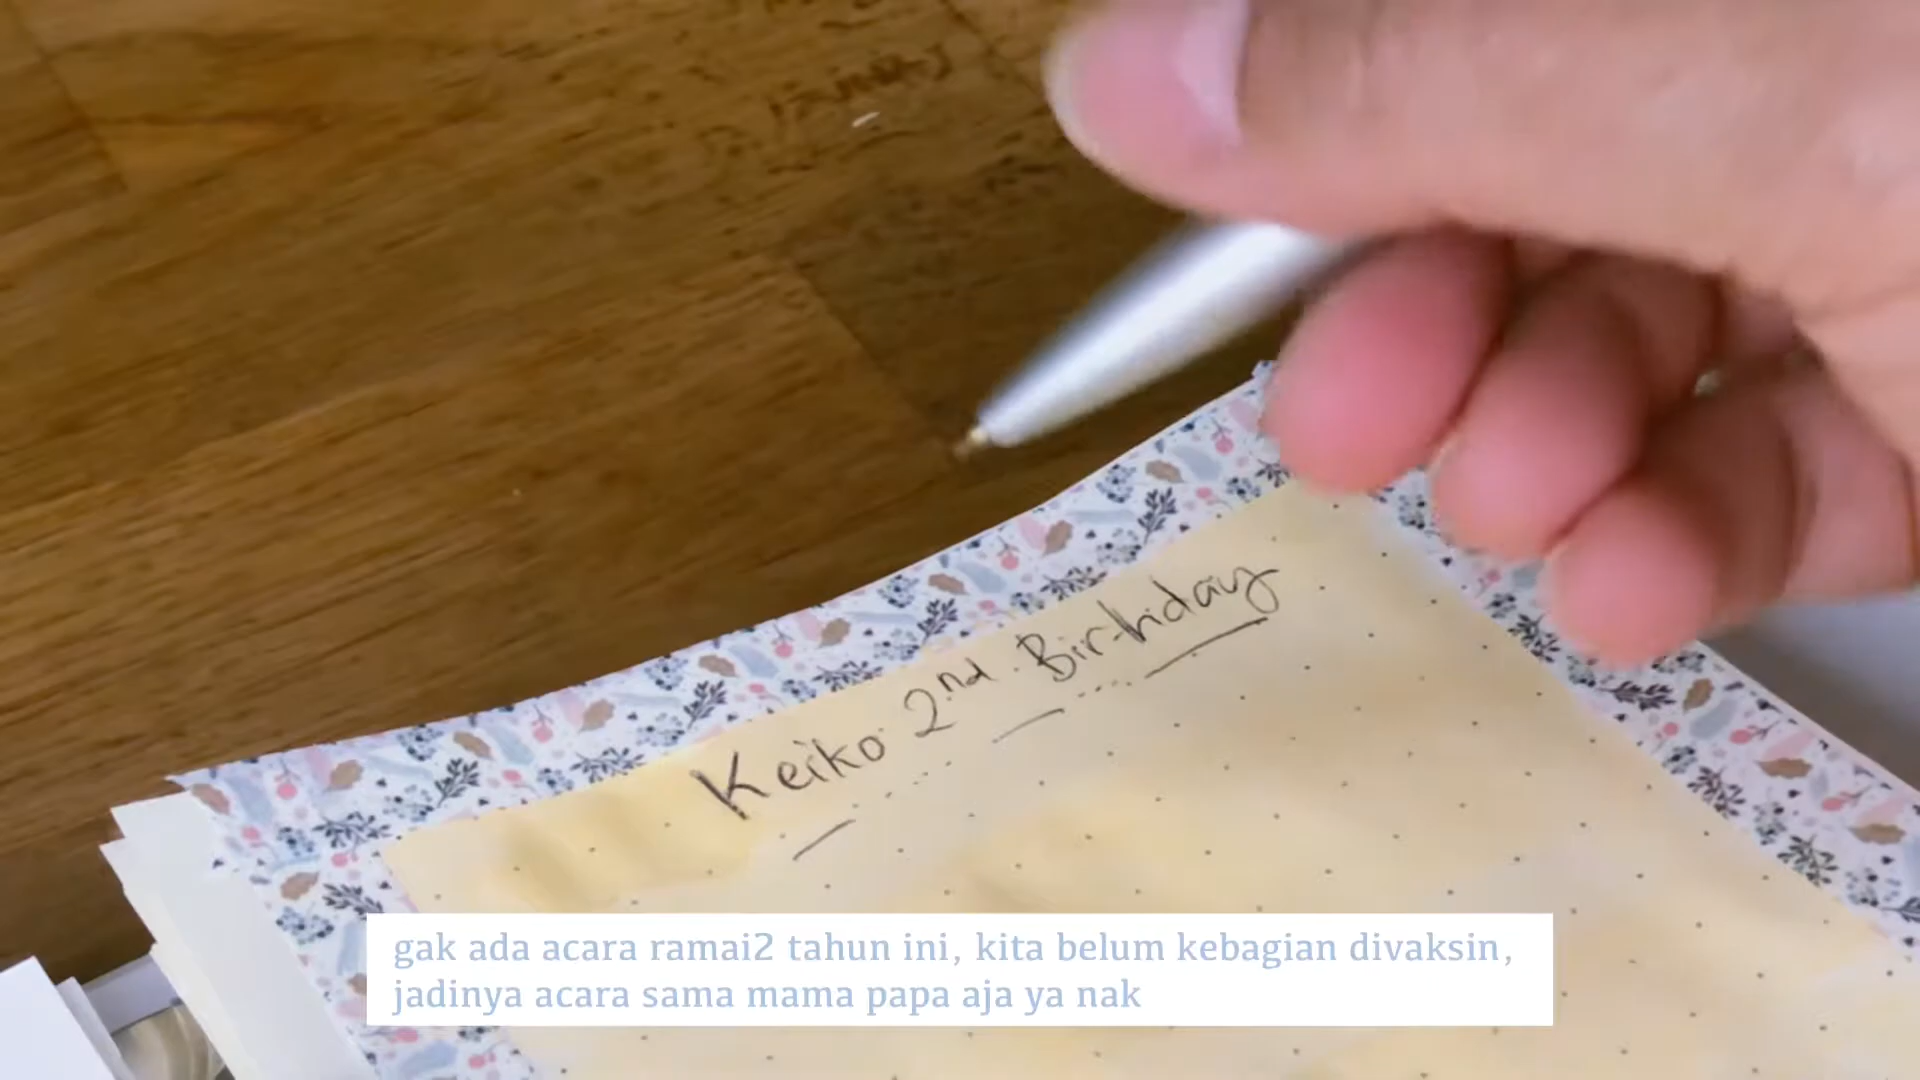 Keiko 2nd Birthday
gak ada acara ramai2 tahun ini, kita belum kebagian divaksin,
jadinya acara sama mama papa aja ya nak